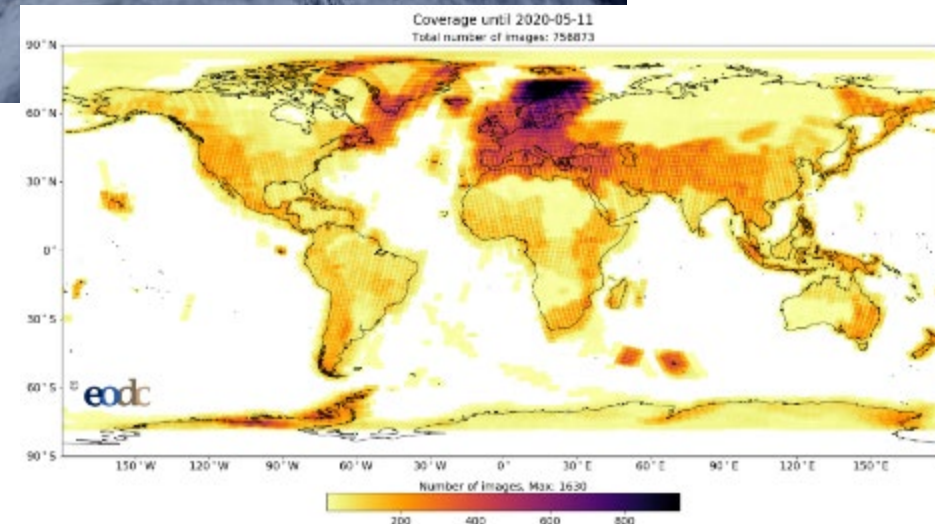 Coverage until 2020-05-11
Total number of images: 756873
90°N
60°N
30°N
0°
30°S
60°S
90°S
eodc
150°W
120°W
90°W
60°W
30°W
0°
30°E
60°E
90°E
120°E
150°E
Number of images, Max: 1630
200
400
600
800